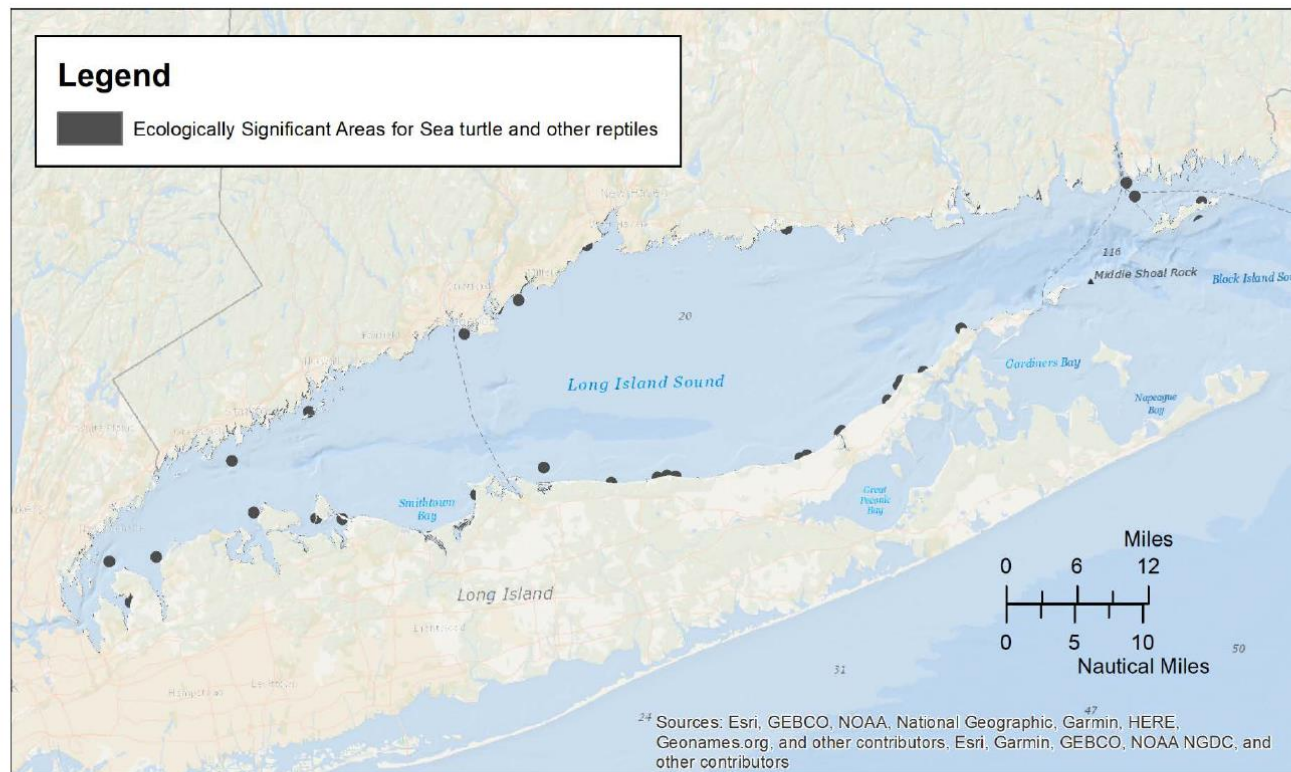 Legend
Ecologically Significant Areas for Sea turtle and other reptiles
116
Middle Shoal Rock
Block Island Sou
20
Long Island Sound
Gardiners Bay
Napeague
Bay
Smithtown
Bay
Great
Peconic
Bay
Long Island
Miles
0 6 12
0 5 10
Nautical Miles
50
31
47
24
Sources: Esri, GEBCO, NOAA, National Geographic, Garmin, HERE,
Geonames.org, and other contributors, Esri, Garmin, GEBCO, NOAA NGDC, and
other contributors